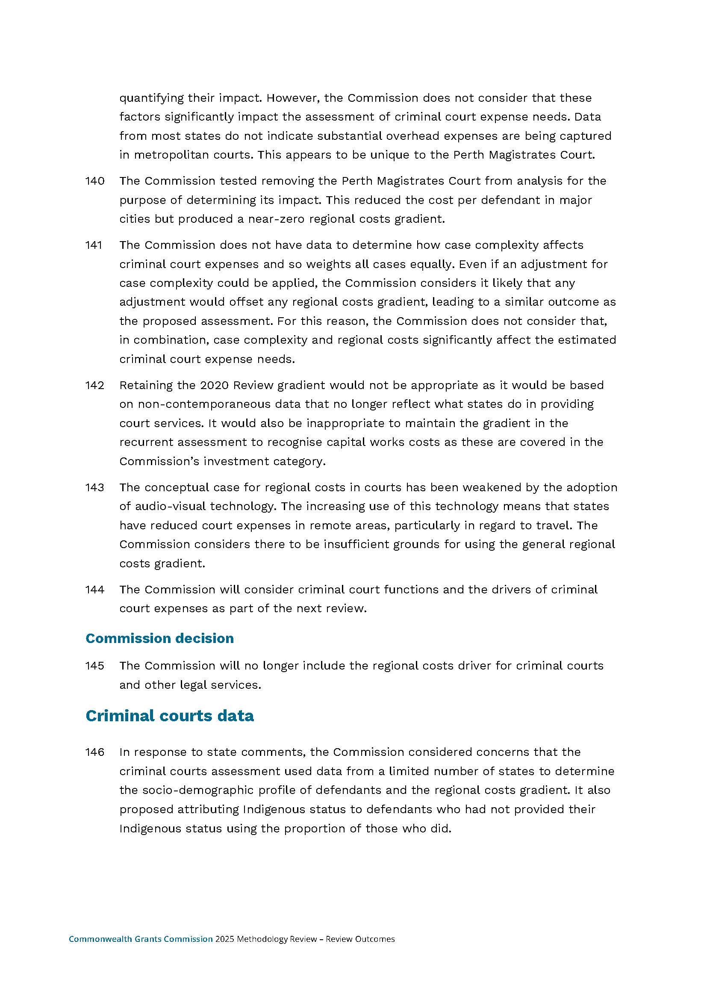 quantifying their impact. However, the Commission does not consider that these
factors significantly impact the assessment of criminal court expense needs. Data
from most states do not indicate substantial overhead expenses are being captured
in metropolitan courts. This appears to be unique to the Perth Magistrates Court.
140 The Commission tested removing the Perth Magistrates Court from analysis for the
purpose of determining its impact. This reduced the cost per defendant in major
cities but produced a near-zero regional costs gradient.
141 The Commission does not have data to determine how case complexity affects
criminal court expenses and so weights all cases equally. Even if an adjustment for
case complexity could be applied, the Commission considers it likely that any
adjustment would offset any regional costs gradient, leading to a similar outcome as
the proposed assessment. For this reason, the Commission does not consider that,
in combination, case complexity and regional costs significantly affect the estimated
criminal court expense needs.
142 Retaining the 2020 Review gradient would not be appropriate as it would be based
on non-contemporaneous data that no longer reflect what states do in providing
court services. It would also be inappropriate to maintain the gradient in the
recurrent assessment to recognise capital works costs as these are covered in the
Commission’s investment category.
143 The conceptual case for regional costs in courts has been weakened by the adoption
of audio-visual technology. The increasing use of this technology means that states
have reduced court expenses in remote areas, particularly in regard to travel. The
Commission considers there to be insufficient grounds for using the general regional
costs gradient.
144 The Commission will consider criminal court functions and the drivers of criminal
court expenses as part of the next review.
Commission decision
145 The Commission will no longer include the regional costs driver for criminal courts
and other legal services.
Criminal courts data
146 In response to state comments, the Commission considered concerns that the
criminal courts assessment used data from a limited number of states to determine
the socio-demographic profile of defendants and the regional costs gradient. It also
proposed attributing Indigenous status to defendants who had not provided their
Indigenous status using the proportion of those who did.
Commonwealth Grants Commission 2025 Methodology Review – Review Outcomes